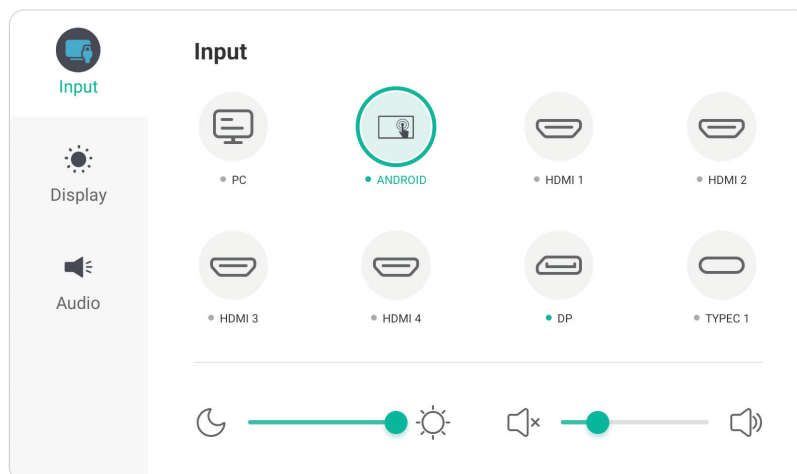 Input
Input
PC
ANDROID
HDMI 1
HDMI 2
Display
HDMI 3
HDMI 4
DP
TYPEC 1
Audio